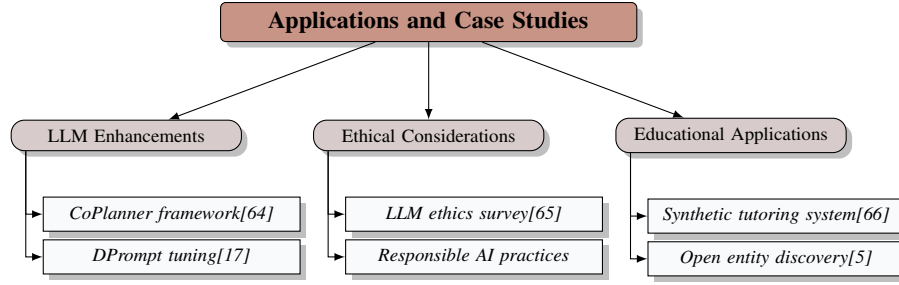 Applications and Case Studies
LLM Enhancements
Ethical Considerations
Educational Applications
CoPlanner framework[64]
LLM ethics survey[65]
Synthetic tutoring system[66]
DPrompt tuning[17]
Responsible AI practices
Open entity discovery[5]